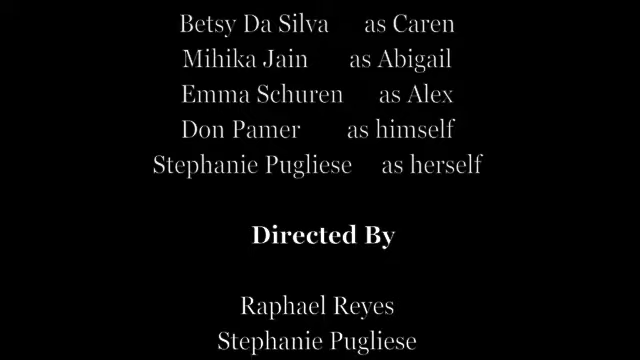 Betsy Da Silva as Caren
Mihika Jain as Abigail
Emma Schuren as Alex
Don Pamer as himself
Stephanie Pugliese as herself
Directed By
Raphael Reyes
Stephanie Pugliese